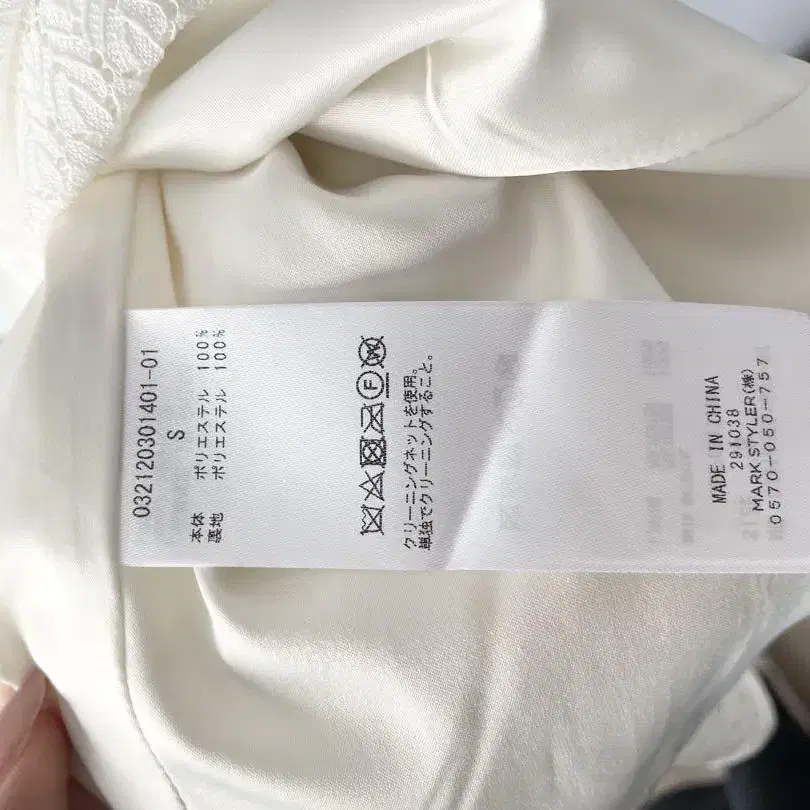 032120301401-01
S
本体 ポリエステル 100%
裏地 ポリエステル 100%
F W
クリーニングネットを使用。
単独でクリーニングすること。
MADE IN CHINA
291038
MARK STYLER(株)
0570-050-757